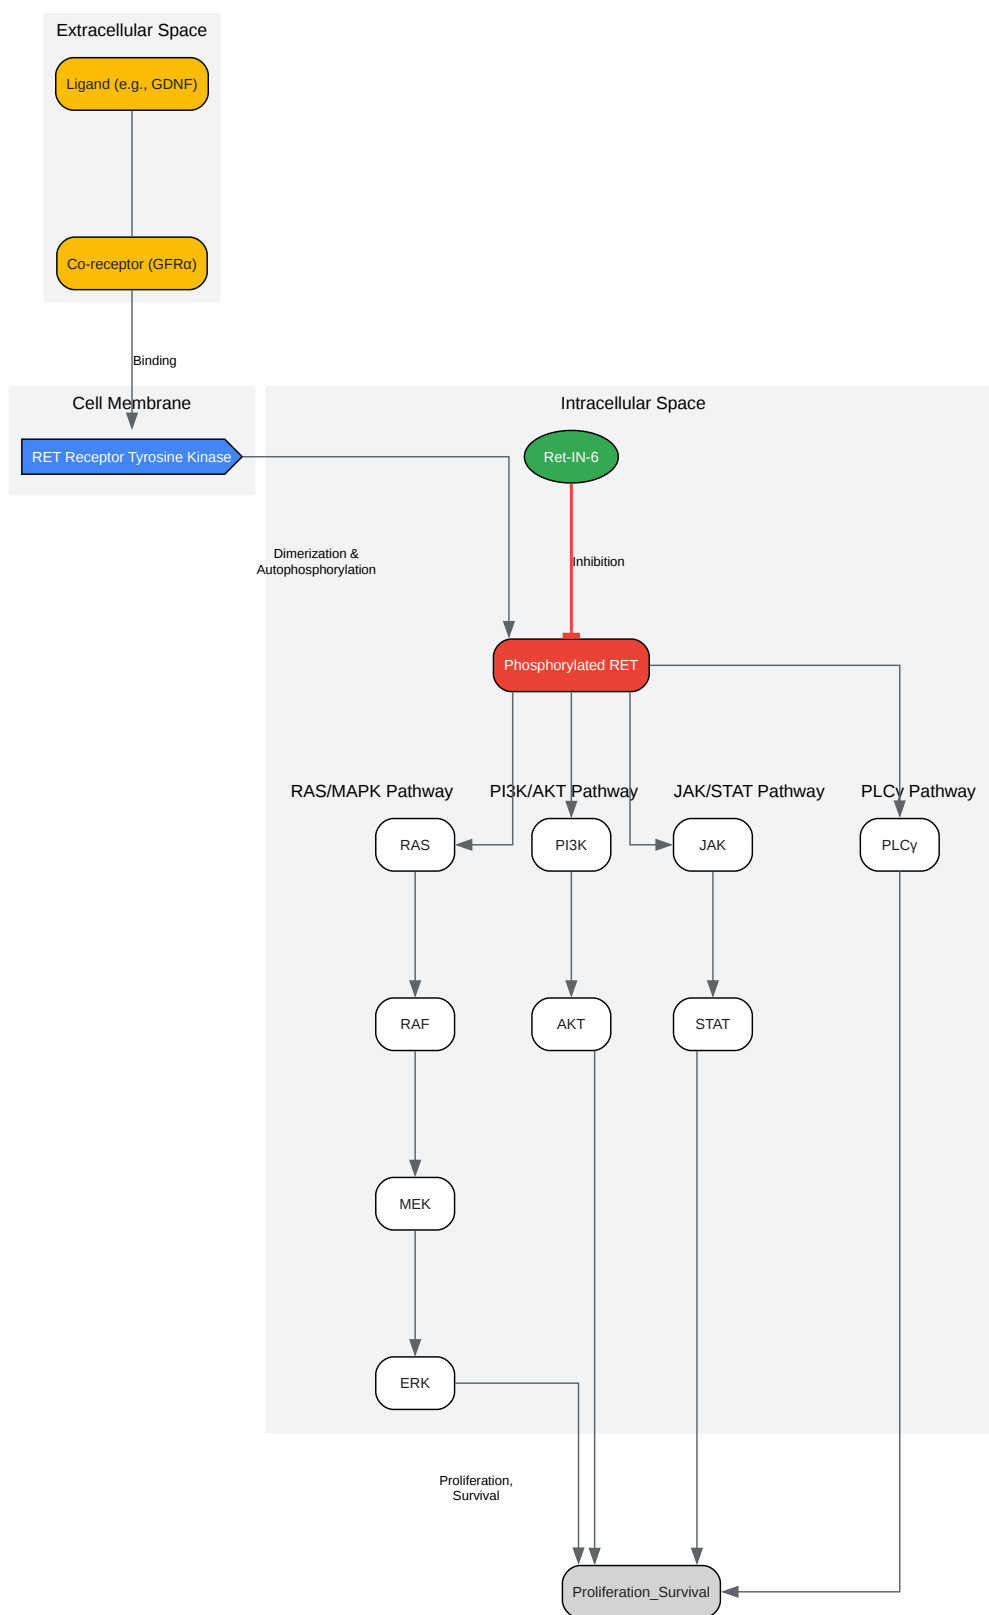 Extracellular Space
Ligand (e.g., GDNF)
Co-receptor (GFRα)
Binding
Cell Membrane
RET Receptor Tyrosine Kinase
Intracellular Space
Ret-IN-6
Dimerization &
Autophosphorylation
Inhibition
Phosphorylated RET
RAS/MAPK Pathway
PI3K/AKT Pathway
JAK/STAT Pathway
PLCγ Pathway
RAS
PI3K
JAK
PLCγ
RAF
AKT
STAT
MEK
ERK
Proliferation,
Survival
Proliferation_Survival